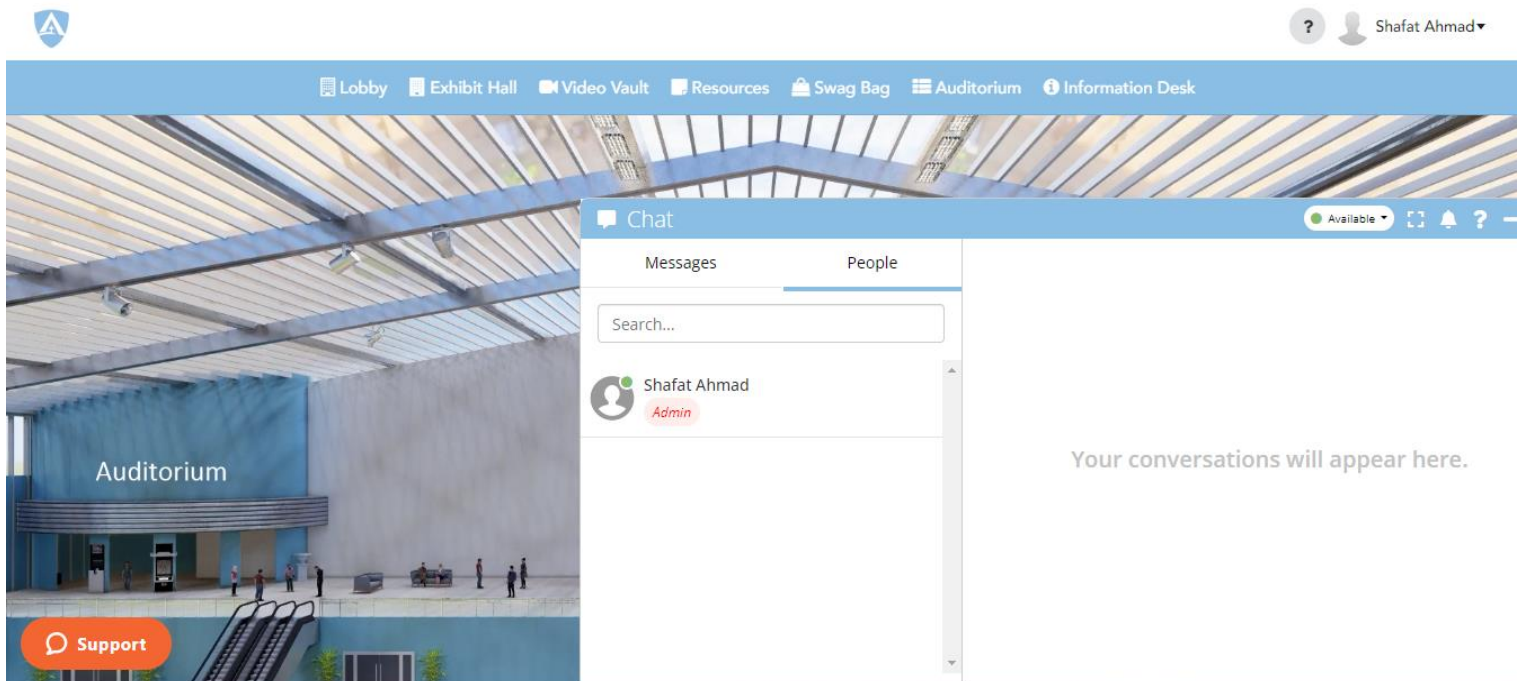 ? Shafat Ahmad
Lobby Exhibit Hall Video Vault Resources Swag Bag Auditorium Information Desk
Chat Available ?
Messages People
Search...
Shafat Ahmad
Admin
Your conversations will appear here.
Auditorium
Support